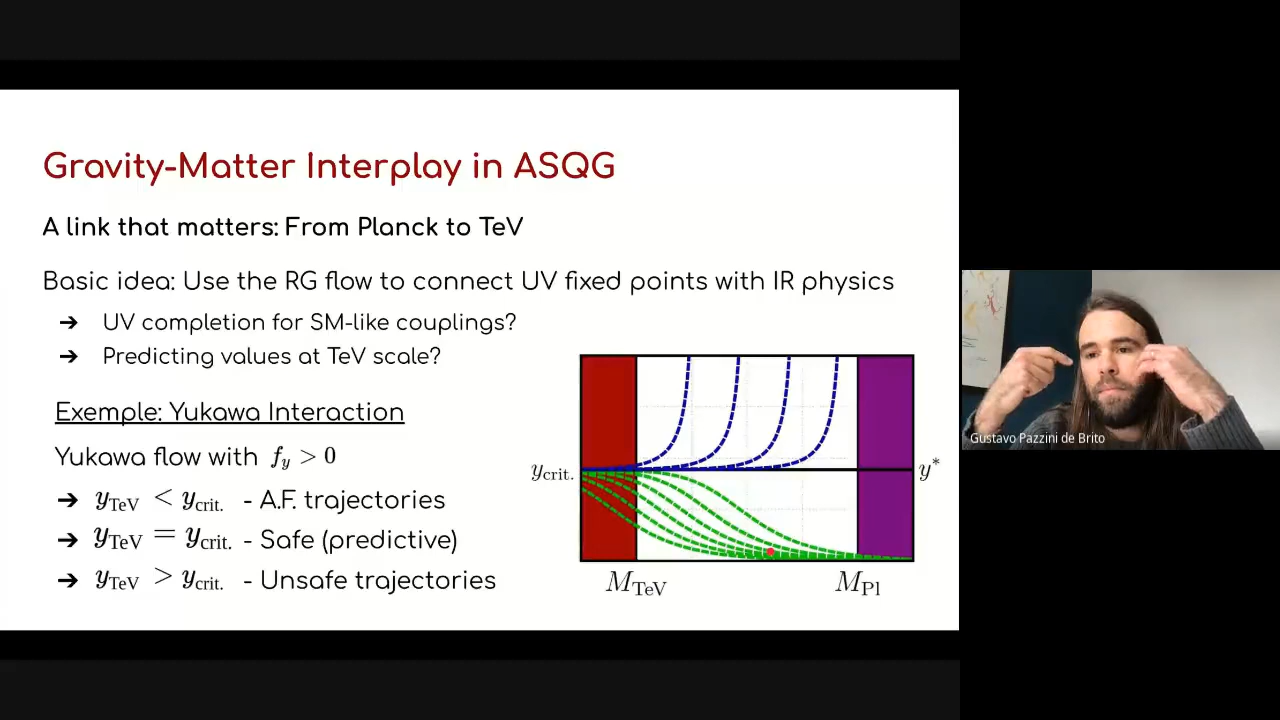 Gravity-Matter Interplay in ASQG
A link that matters: From Planck to TeV
Basic idea: Use the RG flow to connect UV fixed points with IR physics
➔ UV completion for SM-like couplings?
➔ Predicting values at TeV scale?
Exemple: Yukawa Interaction
Yukawa flow with f_y > 0
➔ y_TeV < y_crit. - A.F. trajectories
➔ y_TeV = y_crit. - Safe (predictive)
➔ y_TeV > y_crit. - Unsafe trajectories
y_crit.
y*
M_TeV
M_Pl
Gustavo Pazzini de Brito